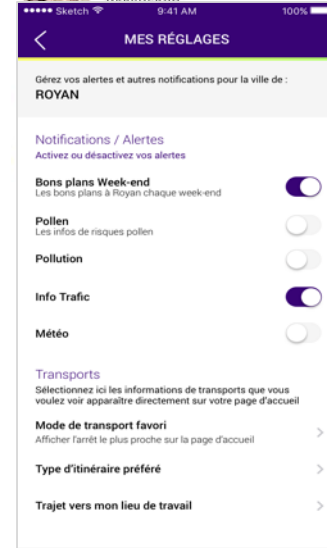 Sketch 9:41 AM 100%
MES RÉGLAGES
Gérez vos alertes et autres notifications pour la ville de :
ROYAN
Notifications / Alertes
Activez ou désactivez vos alertes
Bons plans Week-end
Les bons plans à Royan chaque week-end
Pollen
Les infos de risques pollen
Pollution
Info Trafic
Météo
Transports
Sélectionnez ici les informations de transports que vous
voulez voir apparaître directement sur votre page d'accueil
Mode de transport favori
Afficher l'arrêt le plus proche sur la page d'accueil
Type d'itinéraire préféré
Trajet vers mon lieu de travail